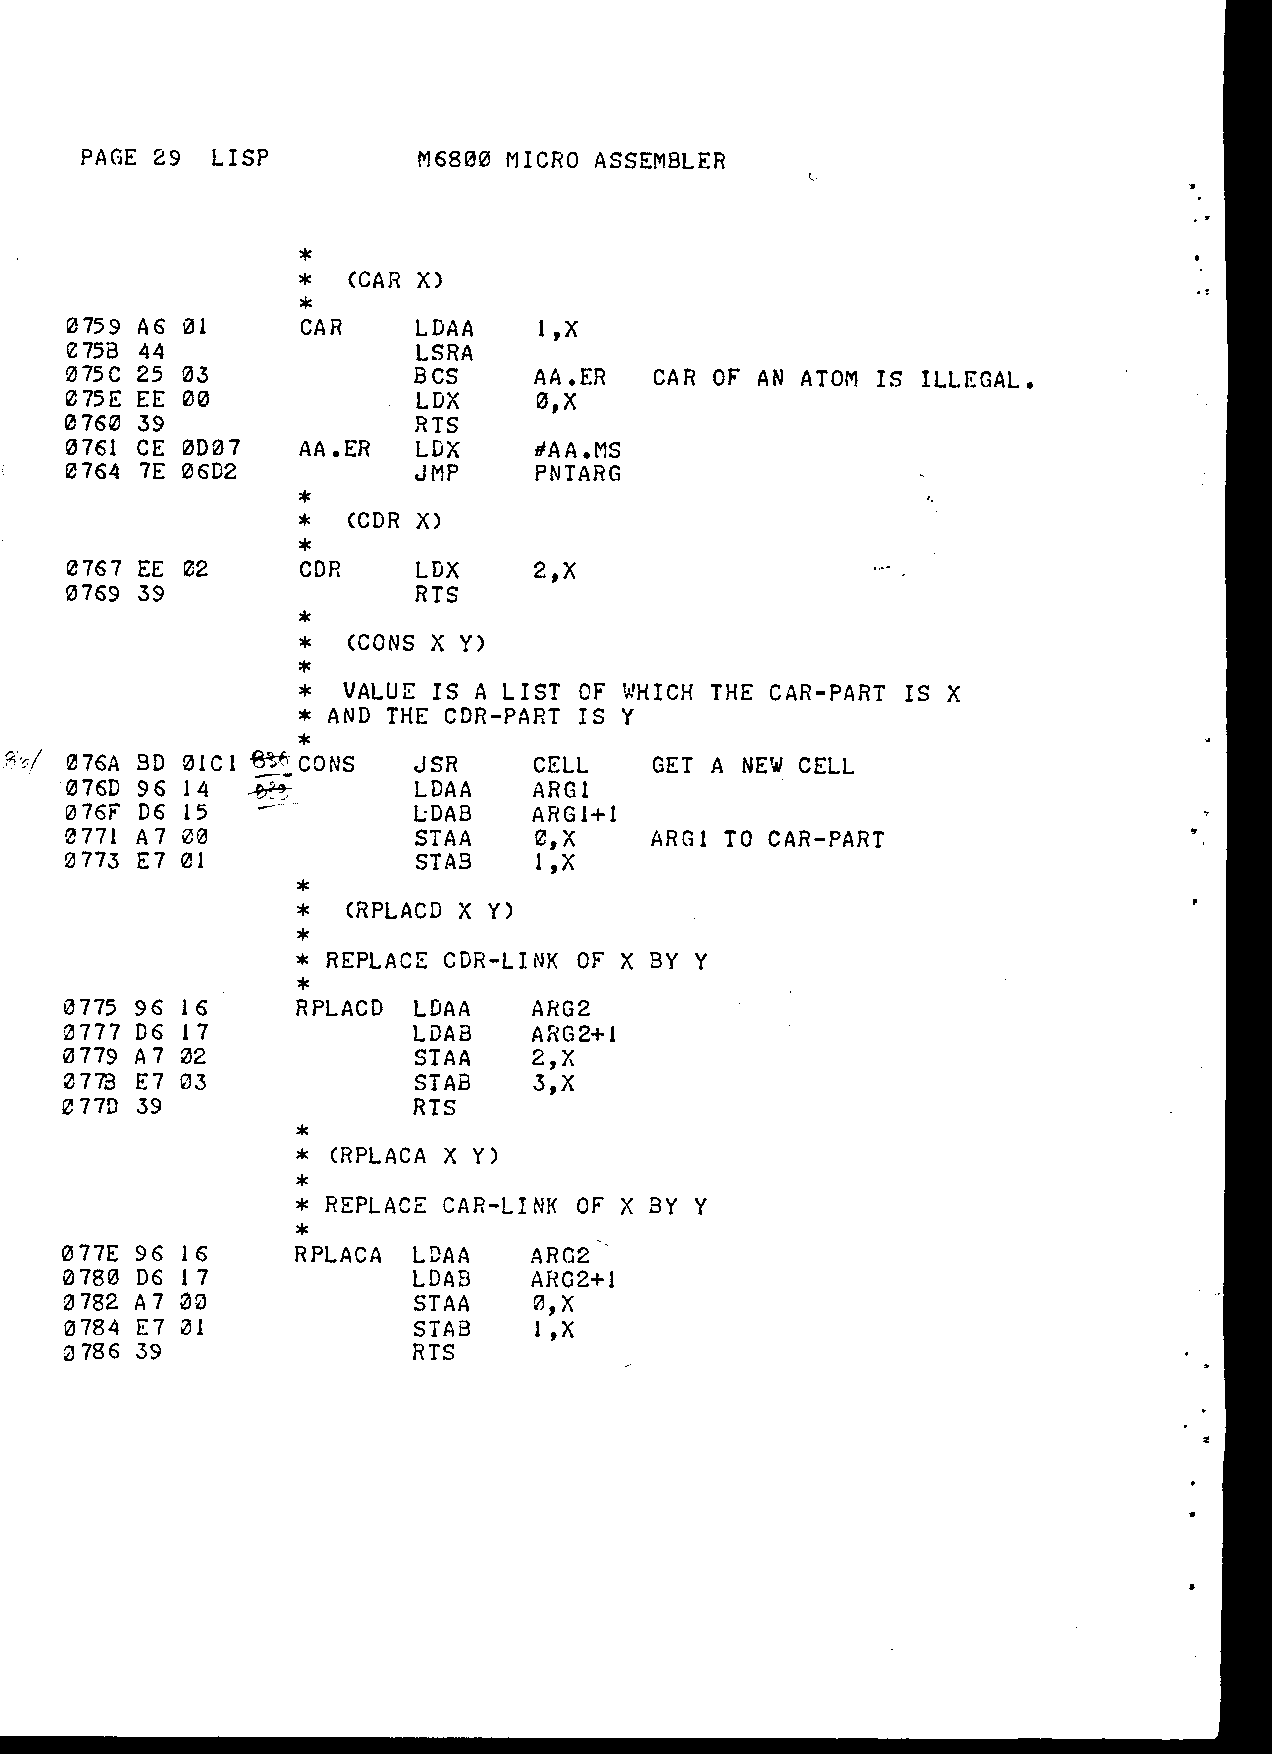 PAGE 29 LISP M6800 MICRO ASSEMBLER
*
* (CAR X)
*
0759 A6 01 CAR LDAA 1,X
075B 44 LSRA
075C 25 03 BCS AA.ER CAR OF AN ATOM IS ILLEGAL.
075E EE 00 LDX 0,X
0760 39 RTS
0761 CE 0D07 AA.ER LDX #AA.MS
0764 7E 06D2 JMP PNTARG
*
* (CDR X)
*
0767 EE 02 CDR LDX 2,X
0769 39 RTS
*
* (CONS X Y)
*
* VALUE IS A LIST OF WHICH THE CAR-PART IS X
* AND THE CDR-PART IS Y
*
076A BD 01C1 CONS JSR CELL GET A NEW CELL
076D 96 14 LDAA ARG1
076F D6 15 LDAB ARG1+1
0771 A7 00 STAA 0,X ARG1 TO CAR-PART
0773 E7 01 STAB 1,X
*
* (RPLACD X Y)
*
* REPLACE CDR-LINK OF X BY Y
*
0775 96 16 RPLACD LDAA ARG2
0777 D6 17 LDAB ARG2+1
0779 A7 02 STAA 2,X
077B E7 03 STAB 3,X
077D 39 RTS
*
* (RPLACA X Y)
*
* REPLACE CAR-LINK OF X BY Y
*
077E 96 16 RPLACA LDAA ARG2
0780 D6 17 LDAB ARG2+1
0782 A7 00 STAA 0,X
0784 E7 01 STAB 1,X
0786 39 RTS